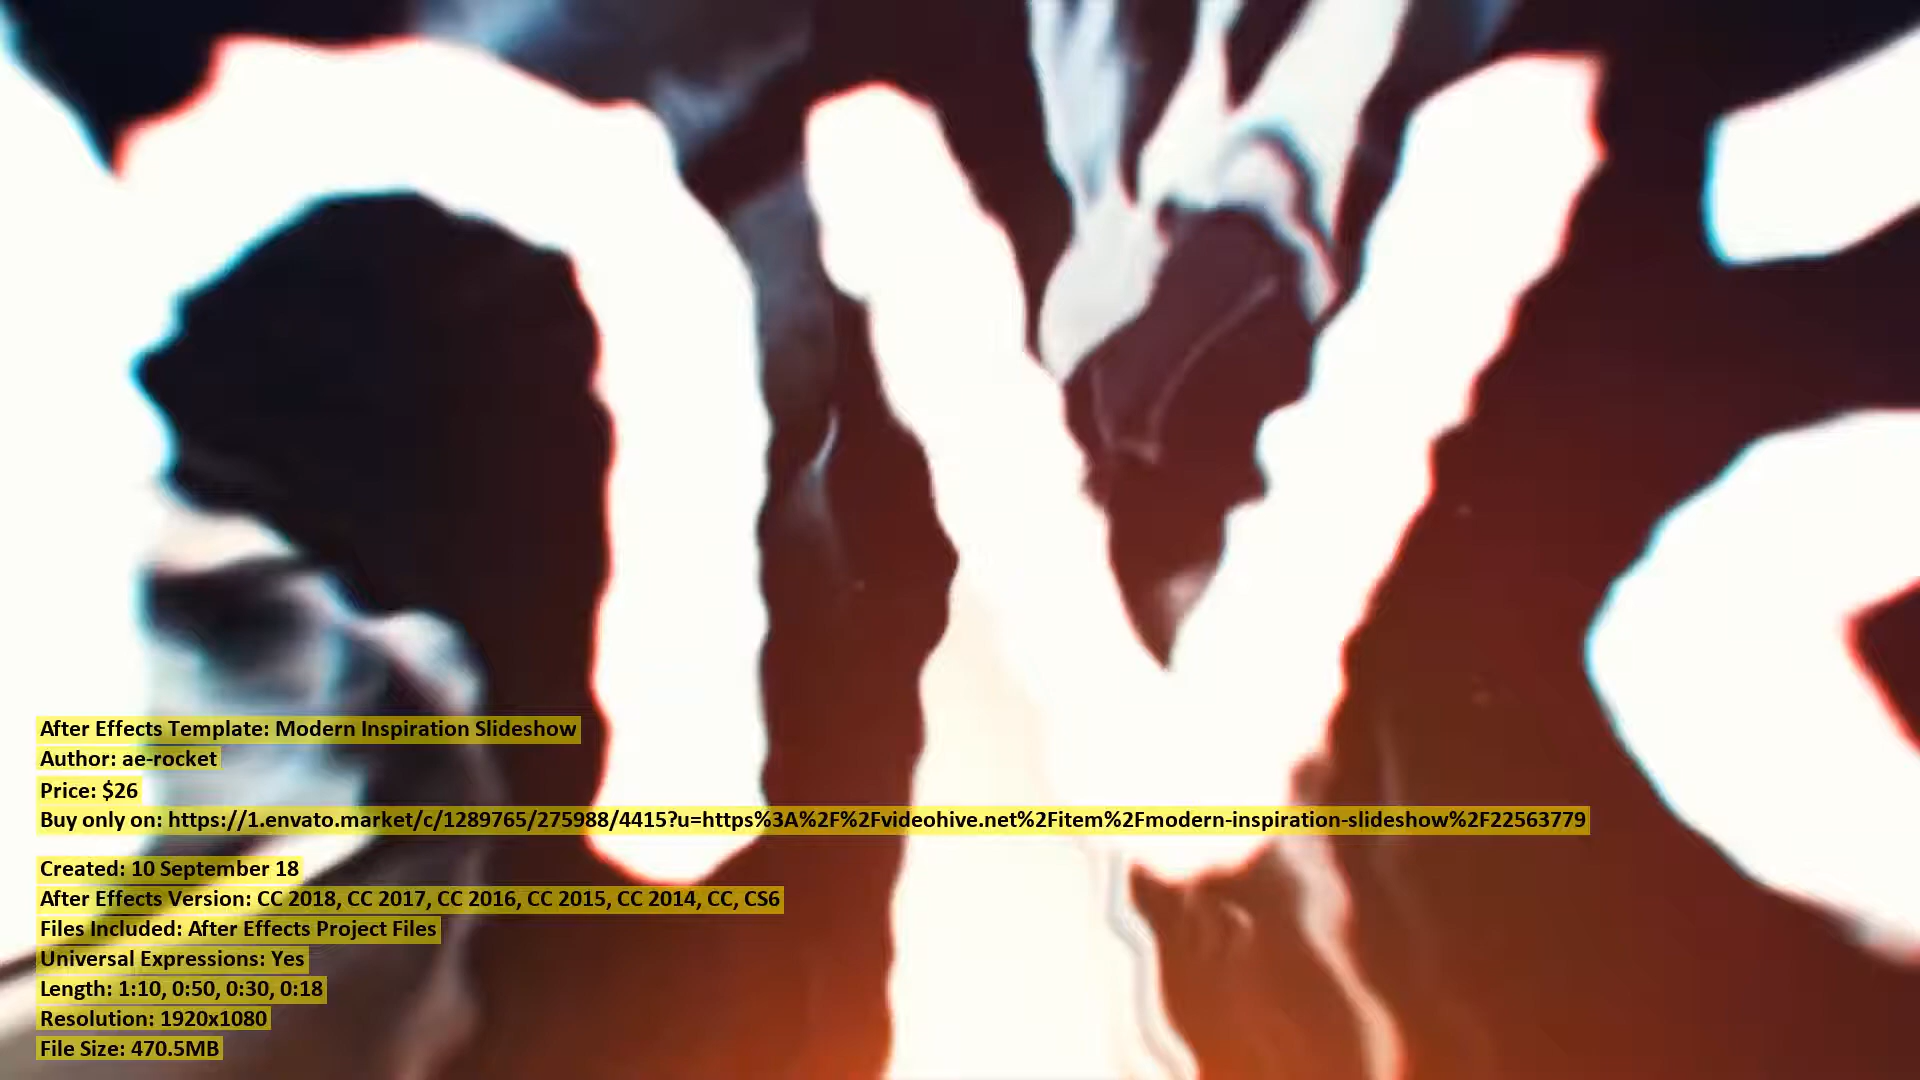 nv
After Effects Template: Modern Inspiration Slideshow
Author: ae-rocket
Price: $26
Buy only on: https://1.envato.market/c/1289765/275988/4415?u=https%3A%2F%2Fvideohive.net%2Fitem%2Fmodern-inspiration-slideshow%2F22563779
Created: 10 September 18
After Effects Version: CC 2018, CC 2017, CC 2016, CC 2015, CC 2014, CC, CS6
Files Included: After Effects Project Files
Universal Expressions: Yes
Length: 1:10, 0:50, 0:30, 0:18
Resolution: 1920x1080
File Size: 470.5MB